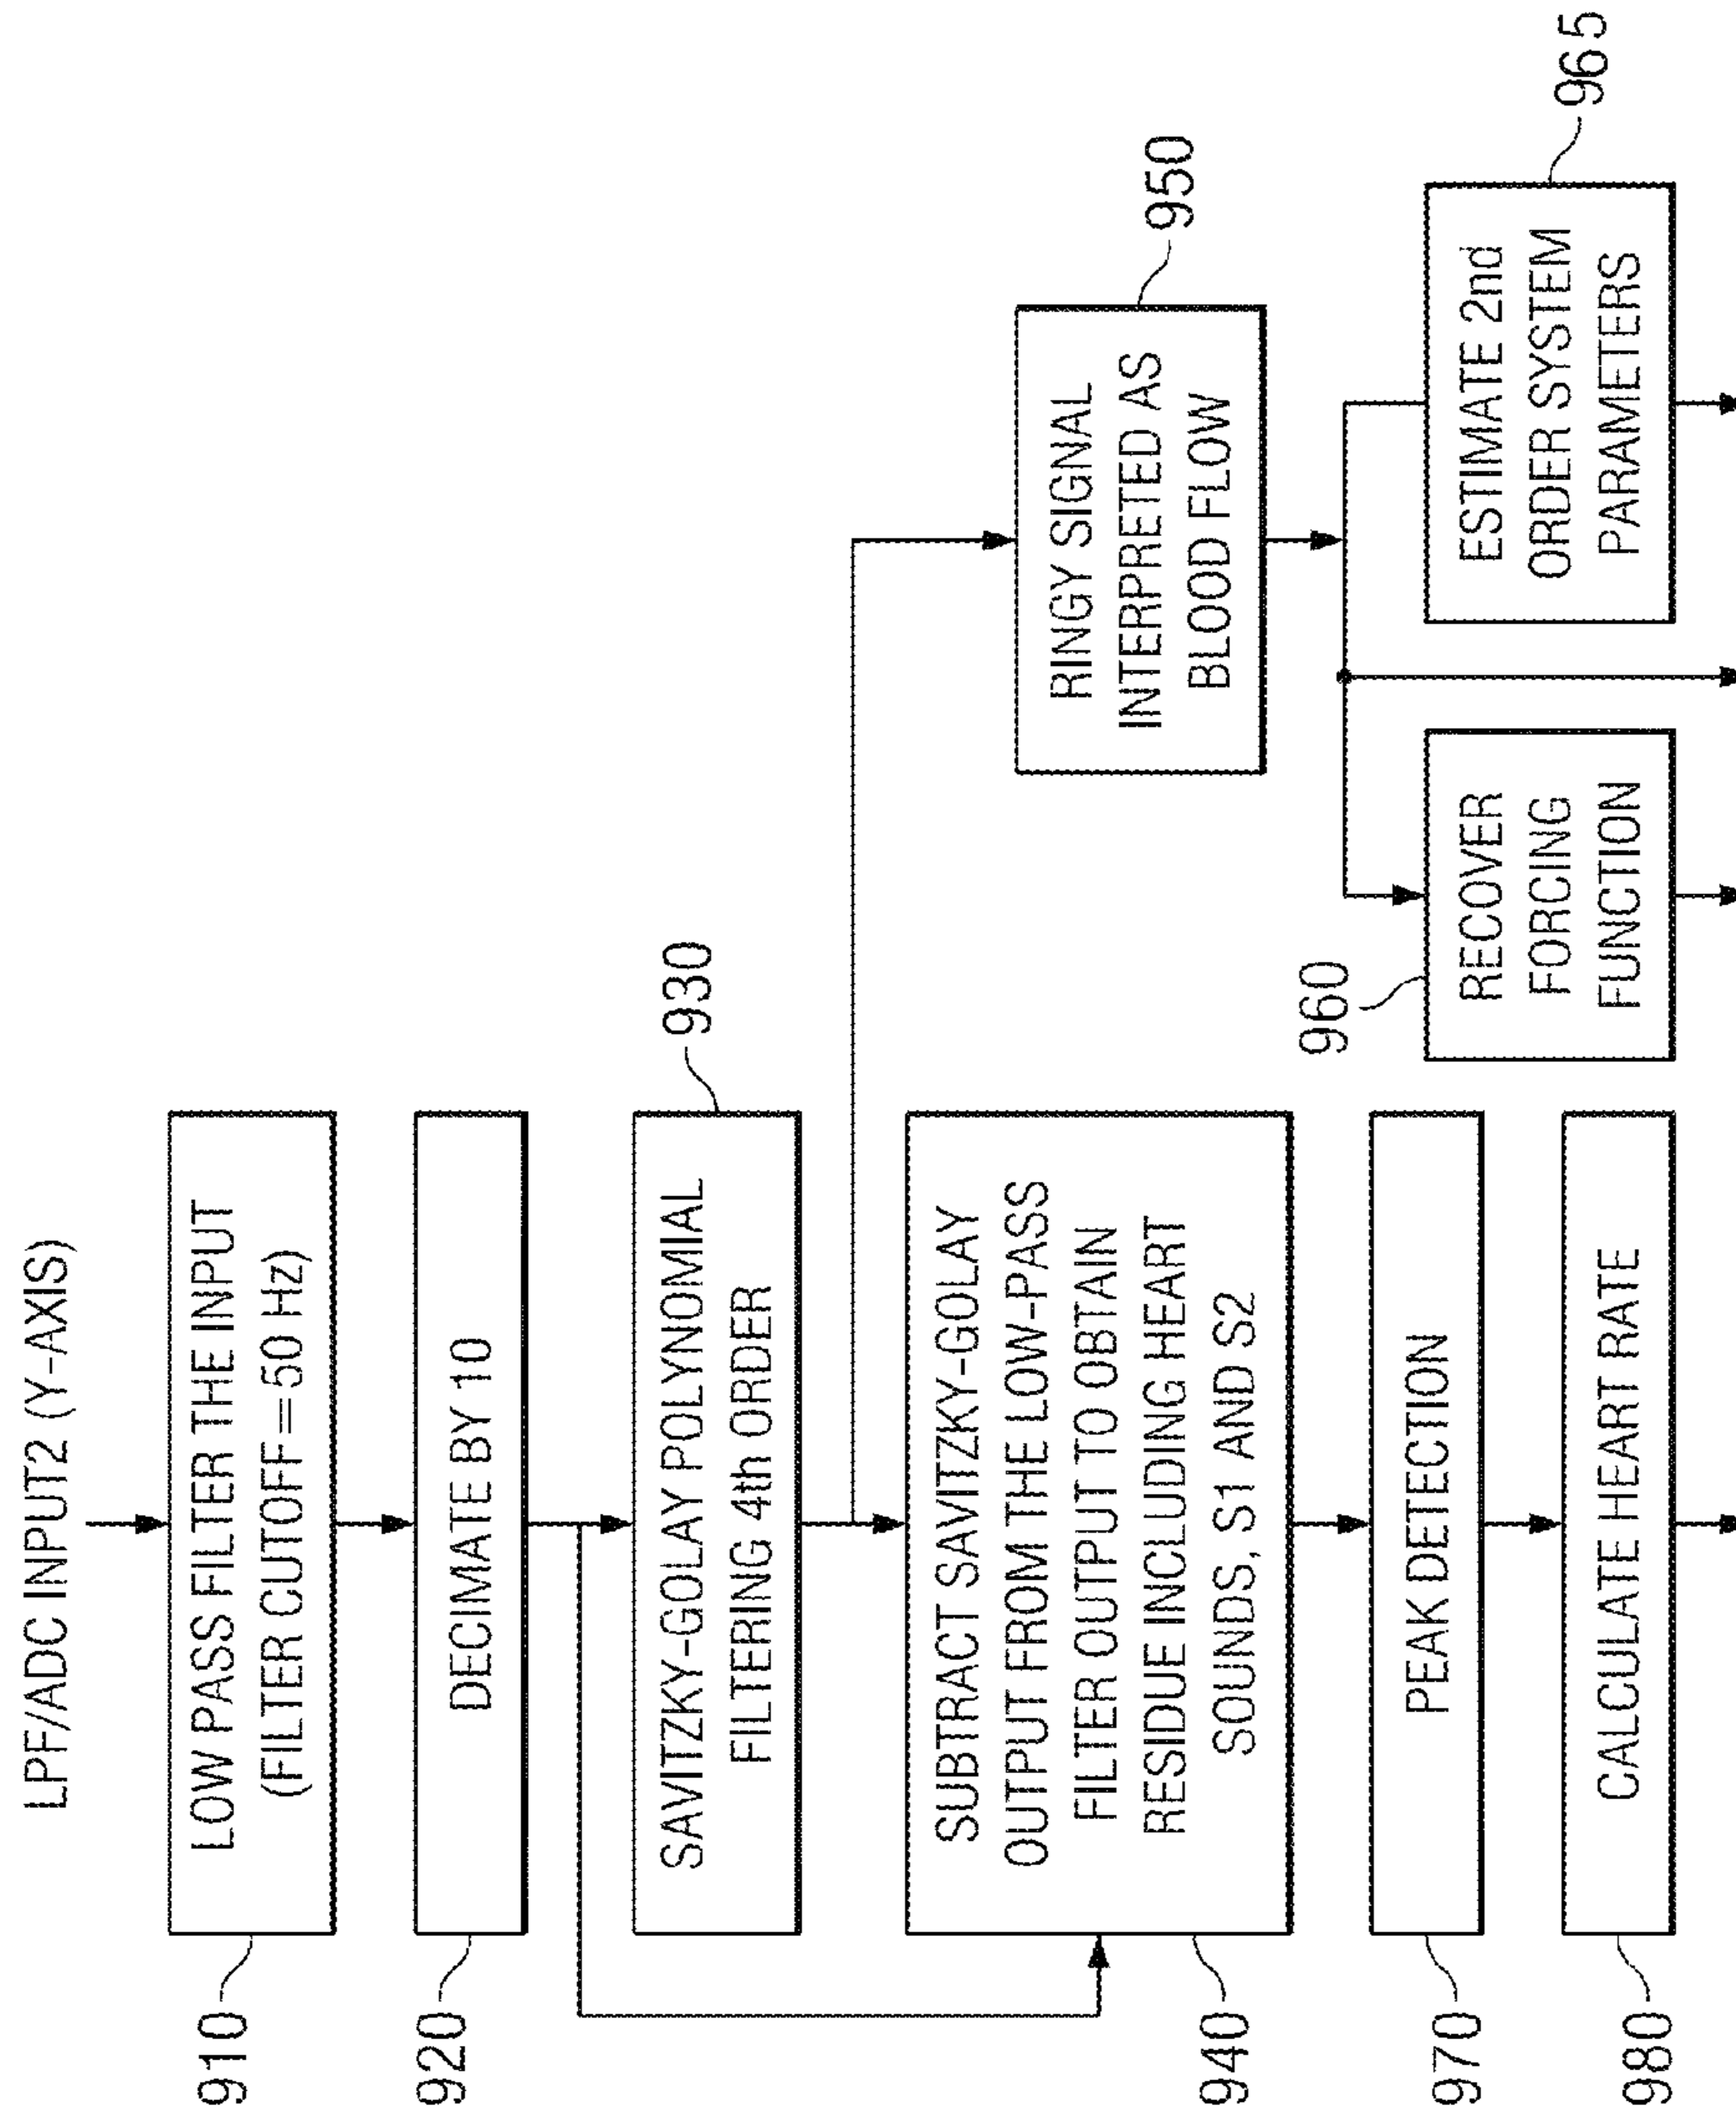 LPF/ADC INPUT2 (Y-AXIS)
910
LOW PASS FILTER THE INPUT
(FILTER CUTOFF=50 Hz)
920
DECIMATE BY 10
930
SAVITZKY-GOLAY POLYNOMIAL
FILTERING 4th ORDER
940
SUBTRACT SAVITZKY-GOLAY
OUTPUT FROM THE LOW-PASS
FILTER OUTPUT TO OBTAIN
RESIDUE INCLUDING HEART
SOUNDS, S1 AND S2
950
RINGY SIGNAL
INTERPRETED AS
BLOOD FLOW
960
RECOVER
FORCING
FUNCTION
965
ESTIMATE 2nd
ORDER SYSTEM
PARAMETERS
970
PEAK DETECTION
980
CALCULATE HEART RATE